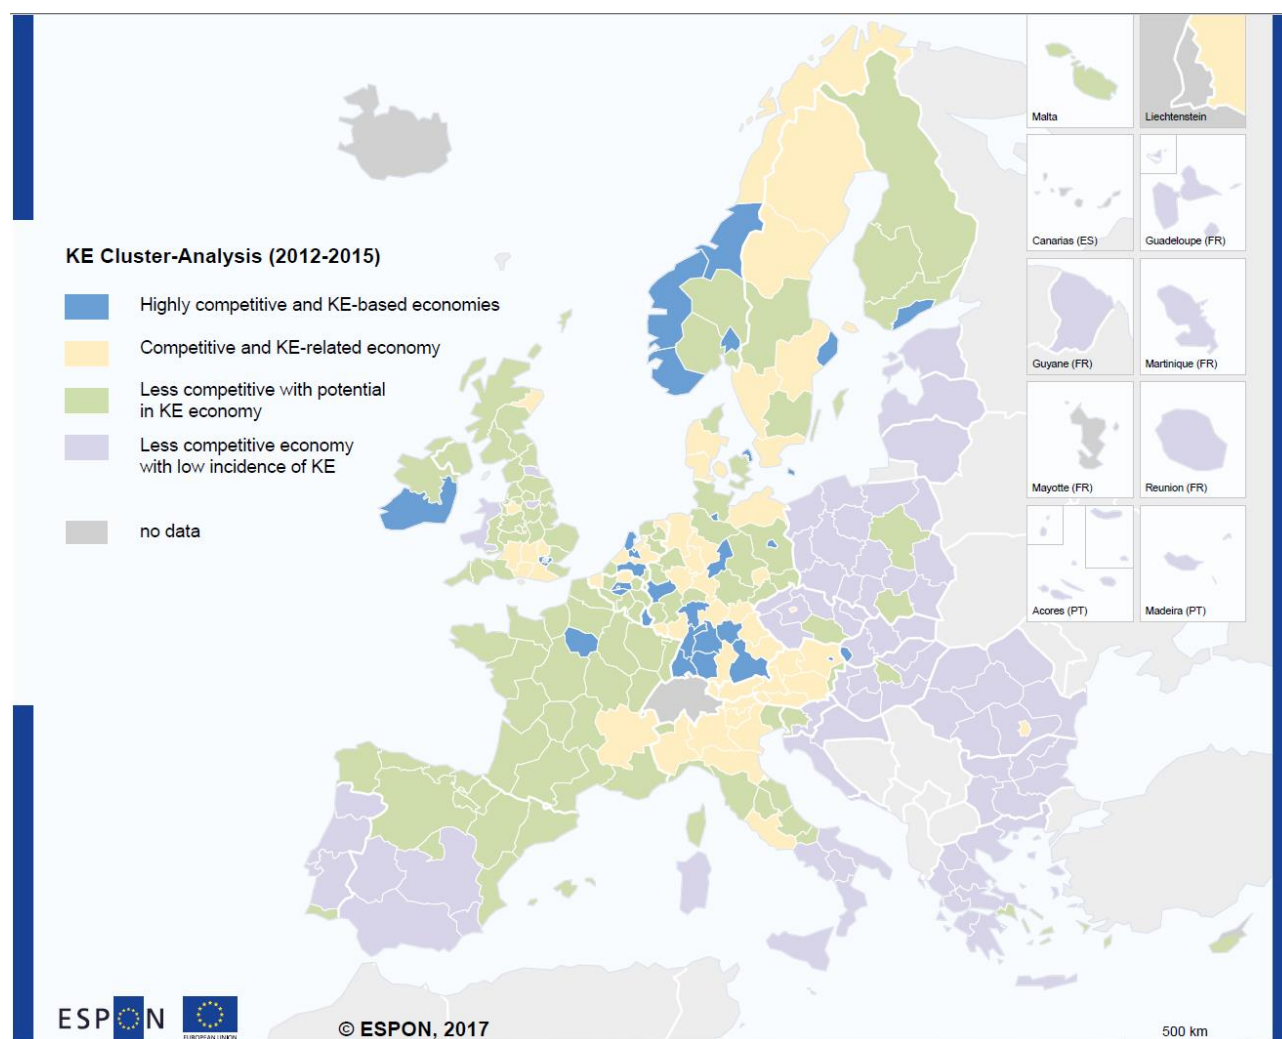 KE Cluster-Analysis (2012-2015)
Highly competitive and KE-based economies
Competitive and KE-related economy
Less competitive with potential
in KE economy
Less competitive economy
with low incidence of KE
no data
Malta
Liechtenstein
Canarias (ES)
Guadeloupe (FR)
Guyane (FR)
Martinique (FR)
Mayotte (FR)
Reunion (FR)
Acores (PT)
Madeira (PT)
ESPON
EUROPEAN UNION
© ESPON, 2017
500 km